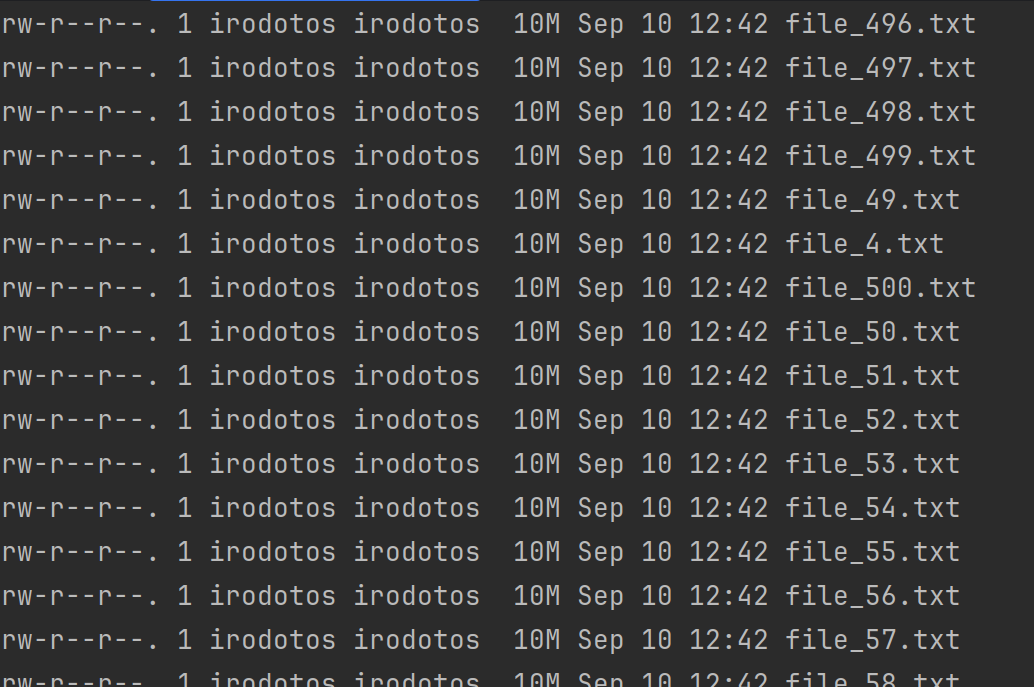 rw-r--r--. 1 irodotos irodotos  10M Sep 10 12:42 file_496.txt
rw-r--r--. 1 irodotos irodotos  10M Sep 10 12:42 file_497.txt
rw-r--r--. 1 irodotos irodotos  10M Sep 10 12:42 file_498.txt
rw-r--r--. 1 irodotos irodotos  10M Sep 10 12:42 file_499.txt
rw-r--r--. 1 irodotos irodotos  10M Sep 10 12:42 file_49.txt
rw-r--r--. 1 irodotos irodotos  10M Sep 10 12:42 file_4.txt
rw-r--r--. 1 irodotos irodotos  10M Sep 10 12:42 file_500.txt
rw-r--r--. 1 irodotos irodotos  10M Sep 10 12:42 file_50.txt
rw-r--r--. 1 irodotos irodotos  10M Sep 10 12:42 file_51.txt
rw-r--r--. 1 irodotos irodotos  10M Sep 10 12:42 file_52.txt
rw-r--r--. 1 irodotos irodotos  10M Sep 10 12:42 file_53.txt
rw-r--r--. 1 irodotos irodotos  10M Sep 10 12:42 file_54.txt
rw-r--r--. 1 irodotos irodotos  10M Sep 10 12:42 file_55.txt
rw-r--r--. 1 irodotos irodotos  10M Sep 10 12:42 file_56.txt
rw-r--r--. 1 irodotos irodotos  10M Sep 10 12:42 file_57.txt
rw-r--r--. 1 irodotos irodotos  10M Sep 10 12:42 file_58.txt